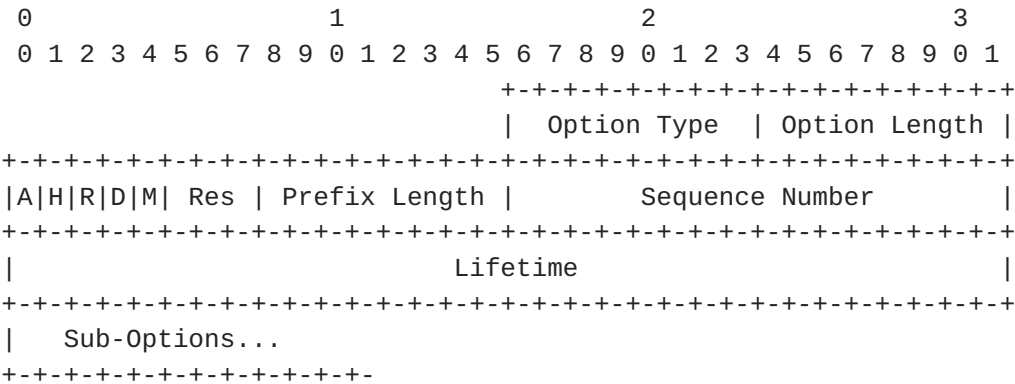 0                   1                   2                   3
 0 1 2 3 4 5 6 7 8 9 0 1 2 3 4 5 6 7 8 9 0 1 2 3 4 5 6 7 8 9 0 1
                                +-+-+-+-+-+-+-+-+-+-+-+-+-+-+-+-+
                                |  Option Type  | Option Length |
+-+-+-+-+-+-+-+-+-+-+-+-+-+-+-+-+-+-+-+-+-+-+-+-+-+-+-+-+-+-+-+-+
|A|H|R|D|M| Res | Prefix Length |        Sequence Number        |
+-+-+-+-+-+-+-+-+-+-+-+-+-+-+-+-+-+-+-+-+-+-+-+-+-+-+-+-+-+-+-+-+
|                            Lifetime                           |
+-+-+-+-+-+-+-+-+-+-+-+-+-+-+-+-+-+-+-+-+-+-+-+-+-+-+-+-+-+-+-+-+
|   Sub-Options...
+-+-+-+-+-+-+-+-+-+-+-+-